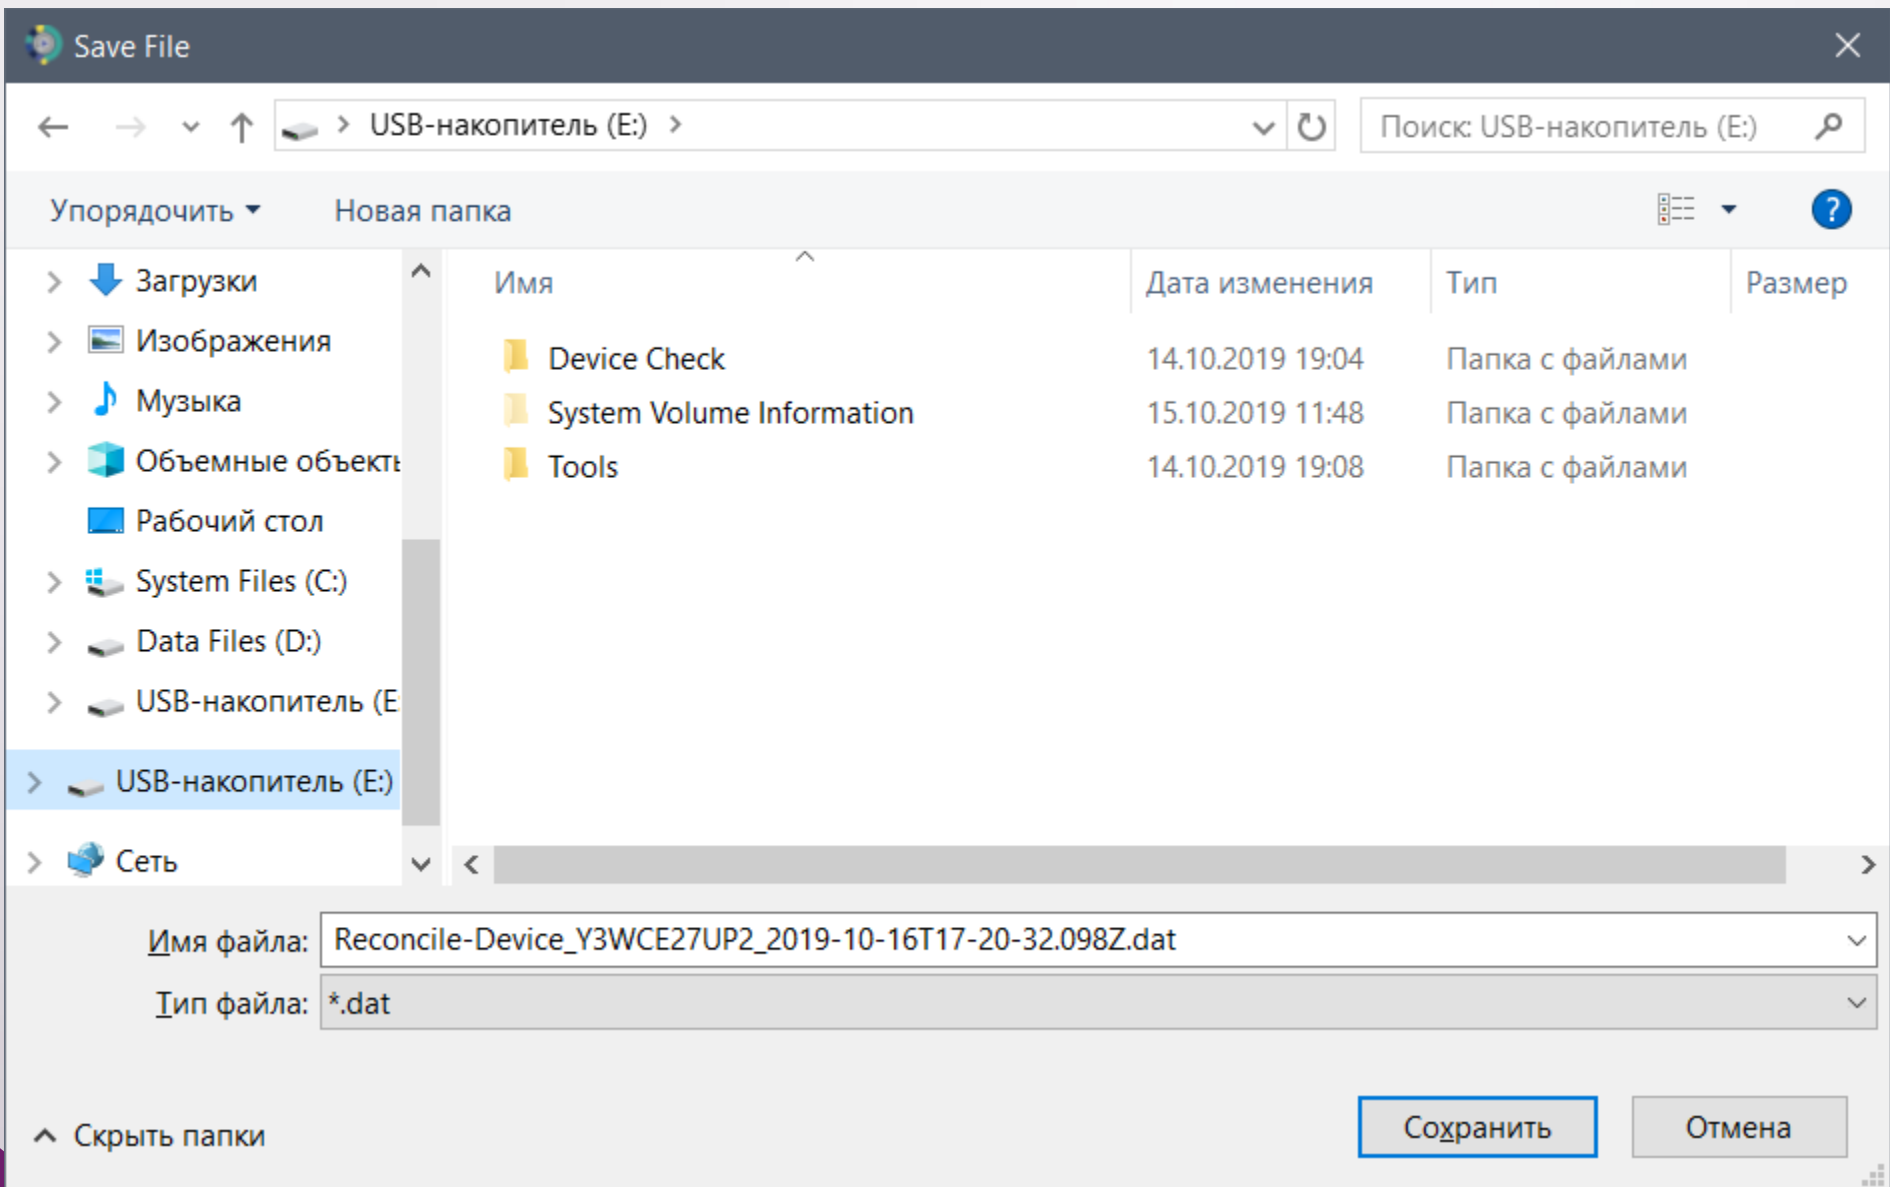 Save File
USB-накопитель (E:)
Поиск: USB-накопитель (E:)
Упорядочить
Новая папка
?
Имя
Дата изменения
Тип
Размер
Загрузки
Изображения
Музыка
Объемные объекты
Рабочий стол
System Files (C:)
Data Files (D:)
USB-накопитель (E:
USB-накопитель (E:)
Сеть
Device Check
14.10.2019 19:04
Папка с файлами
System Volume Information
15.10.2019 11:48
Папка с файлами
Tools
14.10.2019 19:08
Папка с файлами
Имя файла:
Reconcile-Device_Y3WCE27UP2_2019-10-16T17-20-32.098Z.dat
Тип файла:
*.dat
Скрыть папки
Сохранить
Отмена